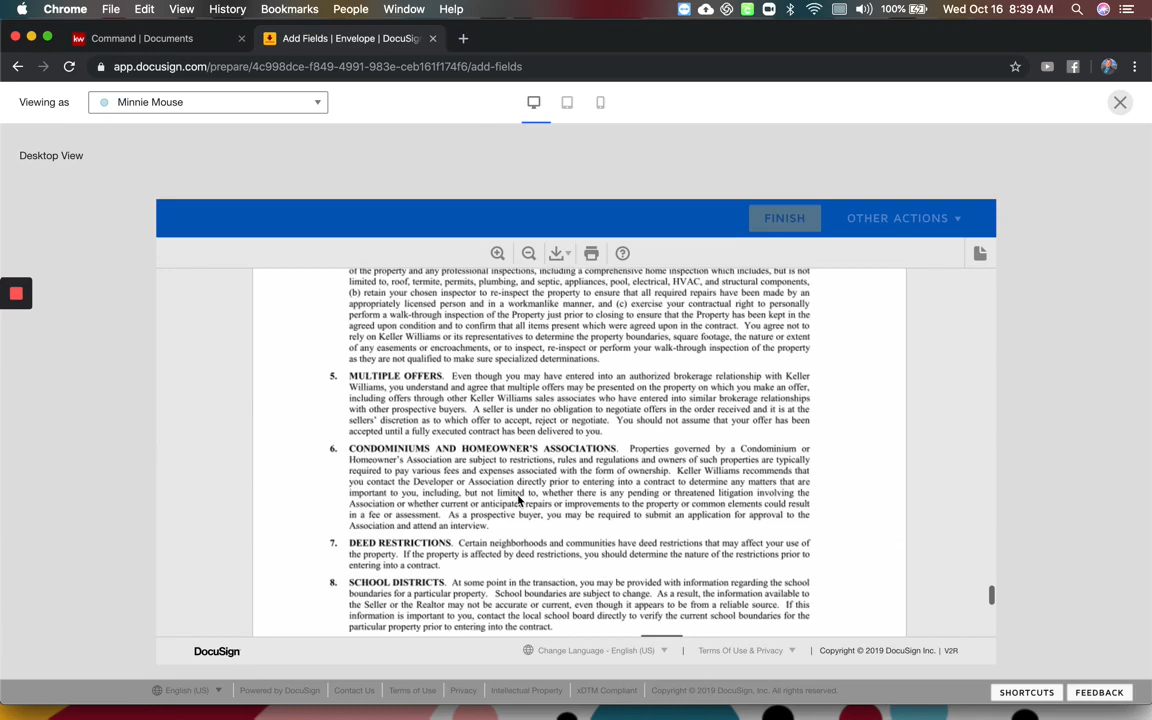 Chrome File Edit View History Bookmarks People Window Help 100% Wed Oct 16 8:39 AM
kw Command | Documents Add Fields | Envelope | DocuSig
app.docusign.com/prepare/4c998dce-f849-4991-983e-ceb161f174f6/add-fields
Viewing as Minnie Mouse
Desktop View
FINISH OTHER ACTIONS
of the property and any professional inspections, including a comprehensive home inspection which includes, but is not
limited to, roof, termite, permits, plumbing, and septic, appliances, pool, electrical, HVAC, and structural components,
(b) retain your chosen inspector to re-inspect the property to ensure that all required repairs have been made by an
appropriately licensed person and in a workmanlike manner, and (c) exercise your contractual right to personally
perform a walk-through inspection of the Property just prior to closing to ensure that the Property has been kept in the
agreed upon condition and to confirm that all items present which were agreed upon in the contract. You agree not to
rely on Keller Williams or its representatives to determine the property boundaries, square footage, the nature or extent
of any easements or encroachments, or to inspect, re-inspect or perform your walk-through inspection of the property
as they are not qualified to make sure specialized determinations.
5. MULTIPLE OFFERS. Even though you may have entered into an authorized brokerage relationship with Keller
Williams, you understand and agree that multiple offers may be presented on the property on which you make an offer,
including offers through other Keller Williams sales associates who have entered into similar brokerage relationships
with other prospective buyers. A seller is under no obligation to negotiate offers in the order received and it is at the
sellers' discretion as to which offer to accept, reject or negotiate. You should not assume that your offer has been
accepted until a fully executed contract has been delivered to you.
6. CONDOMINIUMS AND HOMEOWNER'S ASSOCIATIONS. Properties governed by a Condominium or
Homeowner's Association are subject to restrictions, rules and regulations and owners of such properties are typically
required to pay various fees and expenses associated with the form of ownership. Keller Williams recommends that
you contact the Developer or Association directly prior to entering into a contract to determine any matters that are
important to you, including, but not limited to, whether there is any pending or threatened litigation involving the
Association or whether current or anticipated repairs or improvements to the property or common elements could result
in a fee or assessment. As a prospective buyer, you may be required to submit an application for approval to the
Association and attend an interview.
7. DEED RESTRICTIONS. Certain neighborhoods and communities have deed restrictions that may affect your use of
the property. If the property is affected by deed restrictions, you should determine the nature of the restrictions prior to
entering into a contract.
8. SCHOOL DISTRICTS. At some point in the transaction, you may be provided with information regarding the school
boundaries for a particular property. School boundaries are subject to change. As a result, the information available to
the Seller or the Realtor may not be accurate or current, even though it appears to be from a reliable source. If this
information is important to you, contact the local school board directly to verify the current school boundaries for the
particular property prior to entering into the contract.
DocuSign Change Language - English (US) | Terms Of Use & Privacy | Copyright © 2019 DocuSign Inc. | V2R
English (US) Powered by DocuSign Contact Us Terms of Use Privacy Intellectual Property xDTM Compliant Copyright © 2019 DocuSign, Inc. All rights reserved. SHORTCUTS FEEDBACK